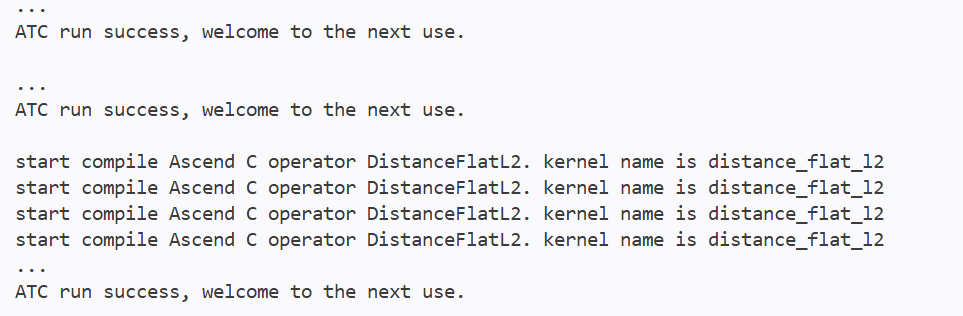 ...
ATC run success, welcome to the next use.
...
ATC run success, welcome to the next use.
start compile Ascend C operator DistanceFlatL2. kernel name is distance_flat_l2
start compile Ascend C operator DistanceFlatL2. kernel name is distance_flat_l2
start compile Ascend C operator DistanceFlatL2. kernel name is distance_flat_l2
start compile Ascend C operator DistanceFlatL2. kernel name is distance_flat_l2
...
ATC run success, welcome to the next use.